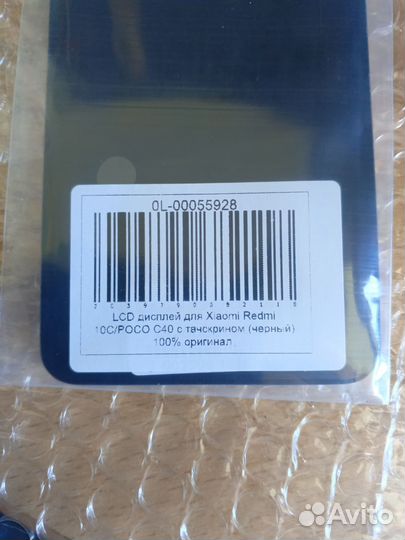 0L-00055928
LCD дисплей для Xiaomi Redmi
10C/POCO C40 с тачскрином (черный)
100% оригинал
Avito